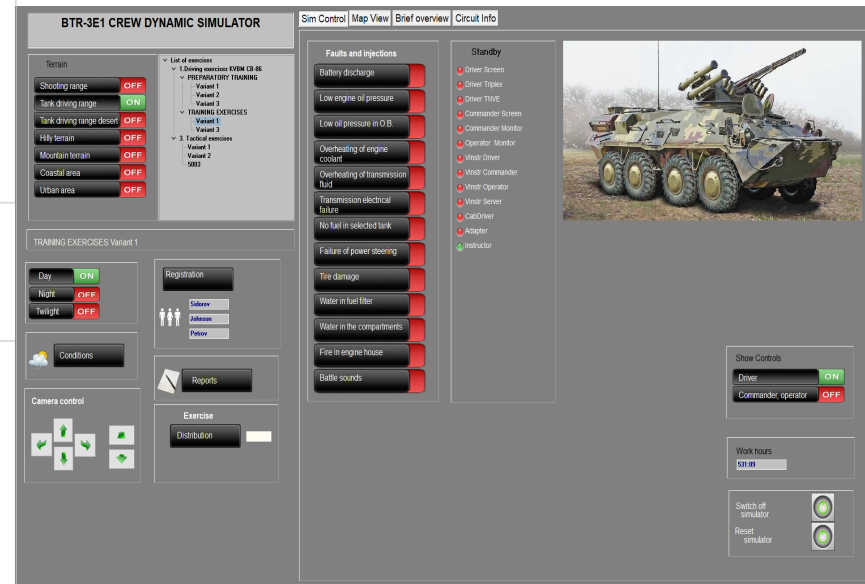 BTR-3E1 CREW DYNAMIC SIMULATOR
Sim Control Map View Brief overview Circuit Info
Terrain
Shooting range OFF
Tank driving range ON
Tank driving range desert OFF
Hilly terrain OFF
Mountain terrain OFF
Coastal area OFF
Urban area OFF
List of exercises
1.Driving exercises KVBM CB-86
PREPARATORY TRAINING
Variant 1
Variant 2
Variant 3
TRAINING EXERCISES
Variant 1
Variant 3
3. Tactical exercises
Variant 1
Variant 2
5003
TRAINING EXERCISES Variant 1
Day ON
Night OFF
Twilight OFF
Conditions
Camera control
Registration
Sidorov
Johnson
Petrov
Reports
Exercise
Distribution
Faults and injections
Battery discharge
Low engine oil pressure
Low oil pressure in O.B.
Overheating of engine
coolant
Overheating of transmission
fluid
Transmission electrical
failure
No fuel in selected tank
Failure of power steering
Tire damage
Water in fuel filter
Water in the compartments
Fire in engine house
Battle sounds
Standby
Driver Screen
Driver Triplex
Driver TNVE
Commander Screen
Commander Monitor
Operator Monitor
Vinstr Driver
Vinstr Commander
Vinstr Operator
Vinstr Server
CabDriver
Adapter
Instructor
Show Controls
Driver ON
Commander, operator OFF
Work hours
531:09
Switch off
simulator
Reset
simulator